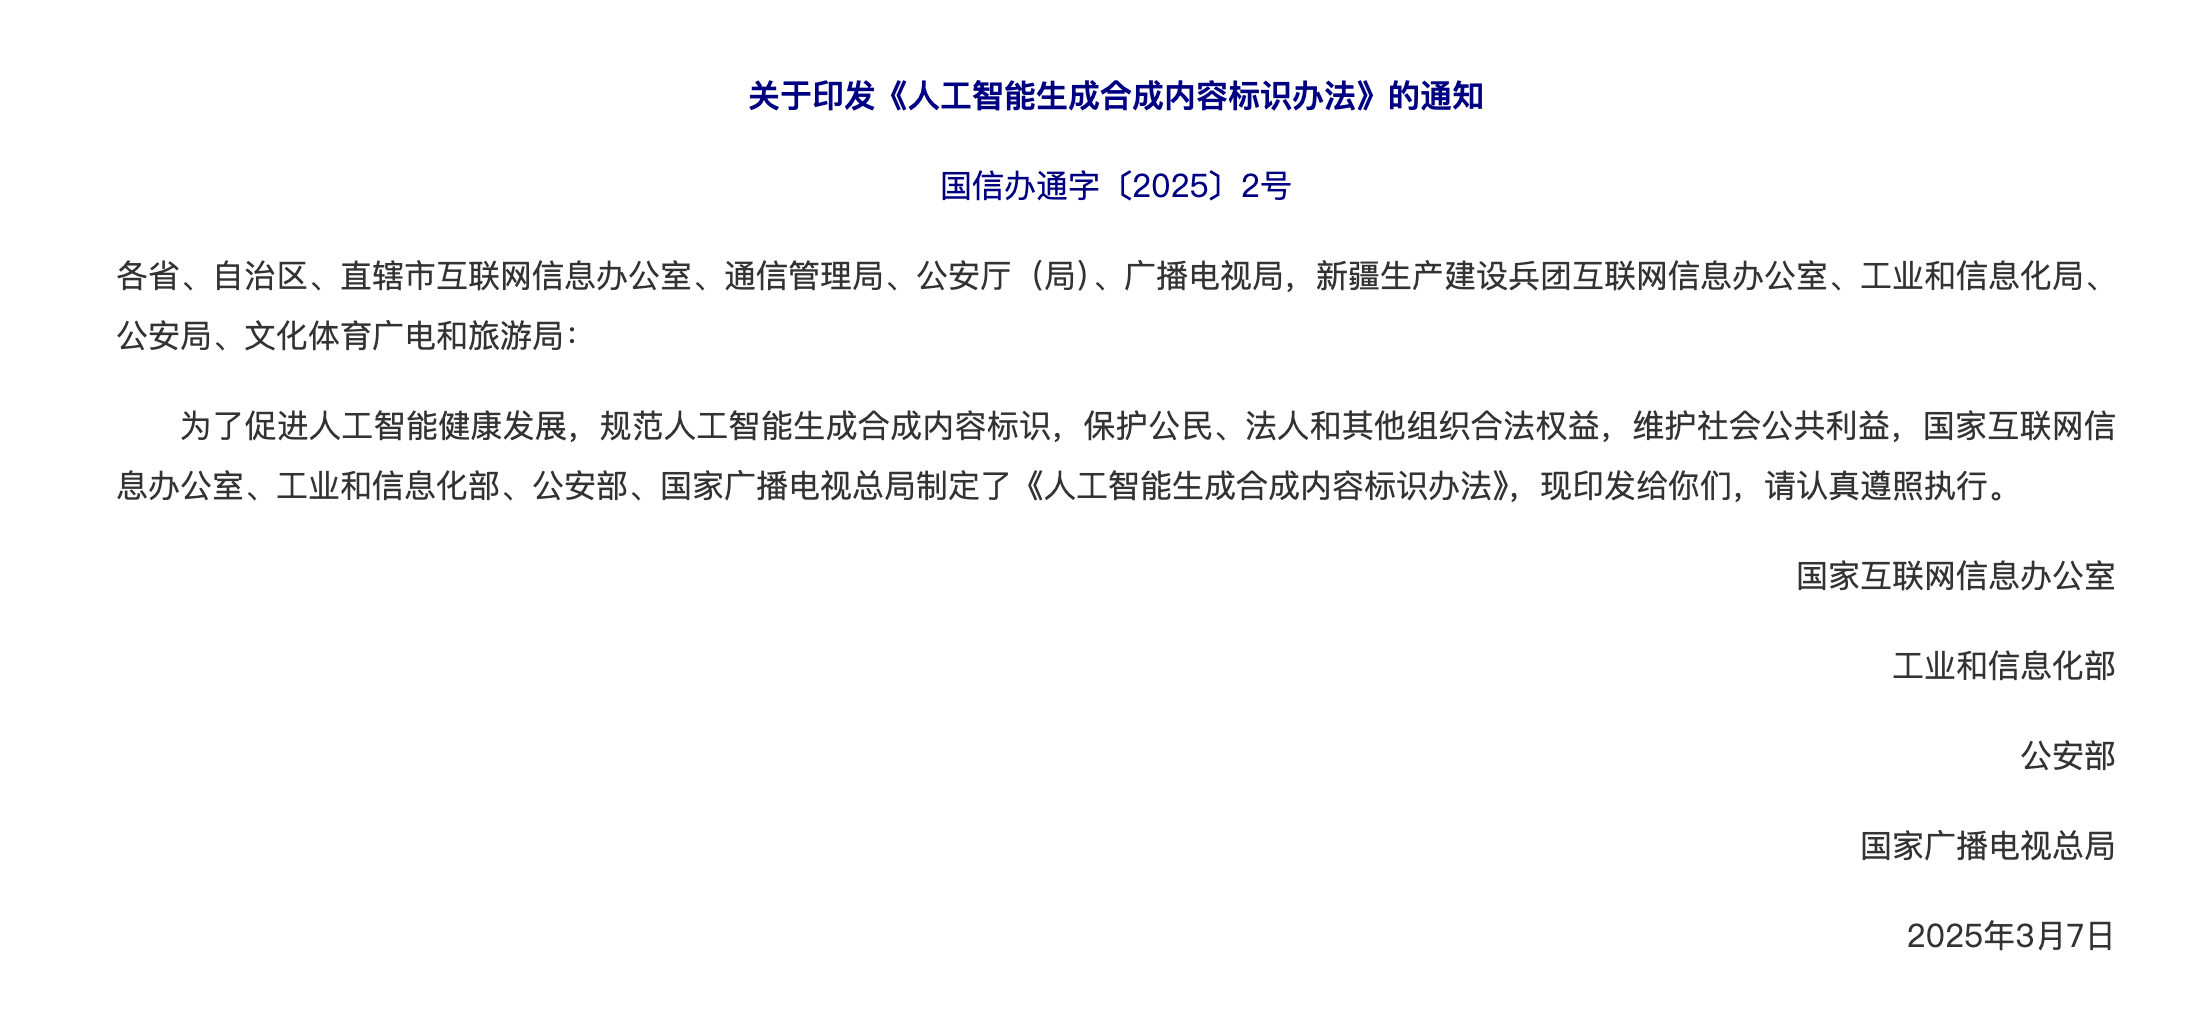 关于印发《人工智能生成合成内容标识办法》的通知
国信办通字〔2025〕2号
各省、自治区、直辖市互联网信息办公室、通信管理局、公安厅（局）、广播电视局，新疆生产建设兵团互联网信息办公室、工业和信息化局、
公安局、文化体育广电和旅游局：
为了促进人工智能健康发展，规范人工智能生成合成内容标识，保护公民、法人和其他组织合法权益，维护社会公共利益，国家互联网信
息办公室、工业和信息化部、公安部、国家广播电视总局制定了《人工智能生成合成内容标识办法》，现印发给你们，请认真遵照执行。
国家互联网信息办公室
工业和信息化部
公安部
国家广播电视总局
2025年3月7日